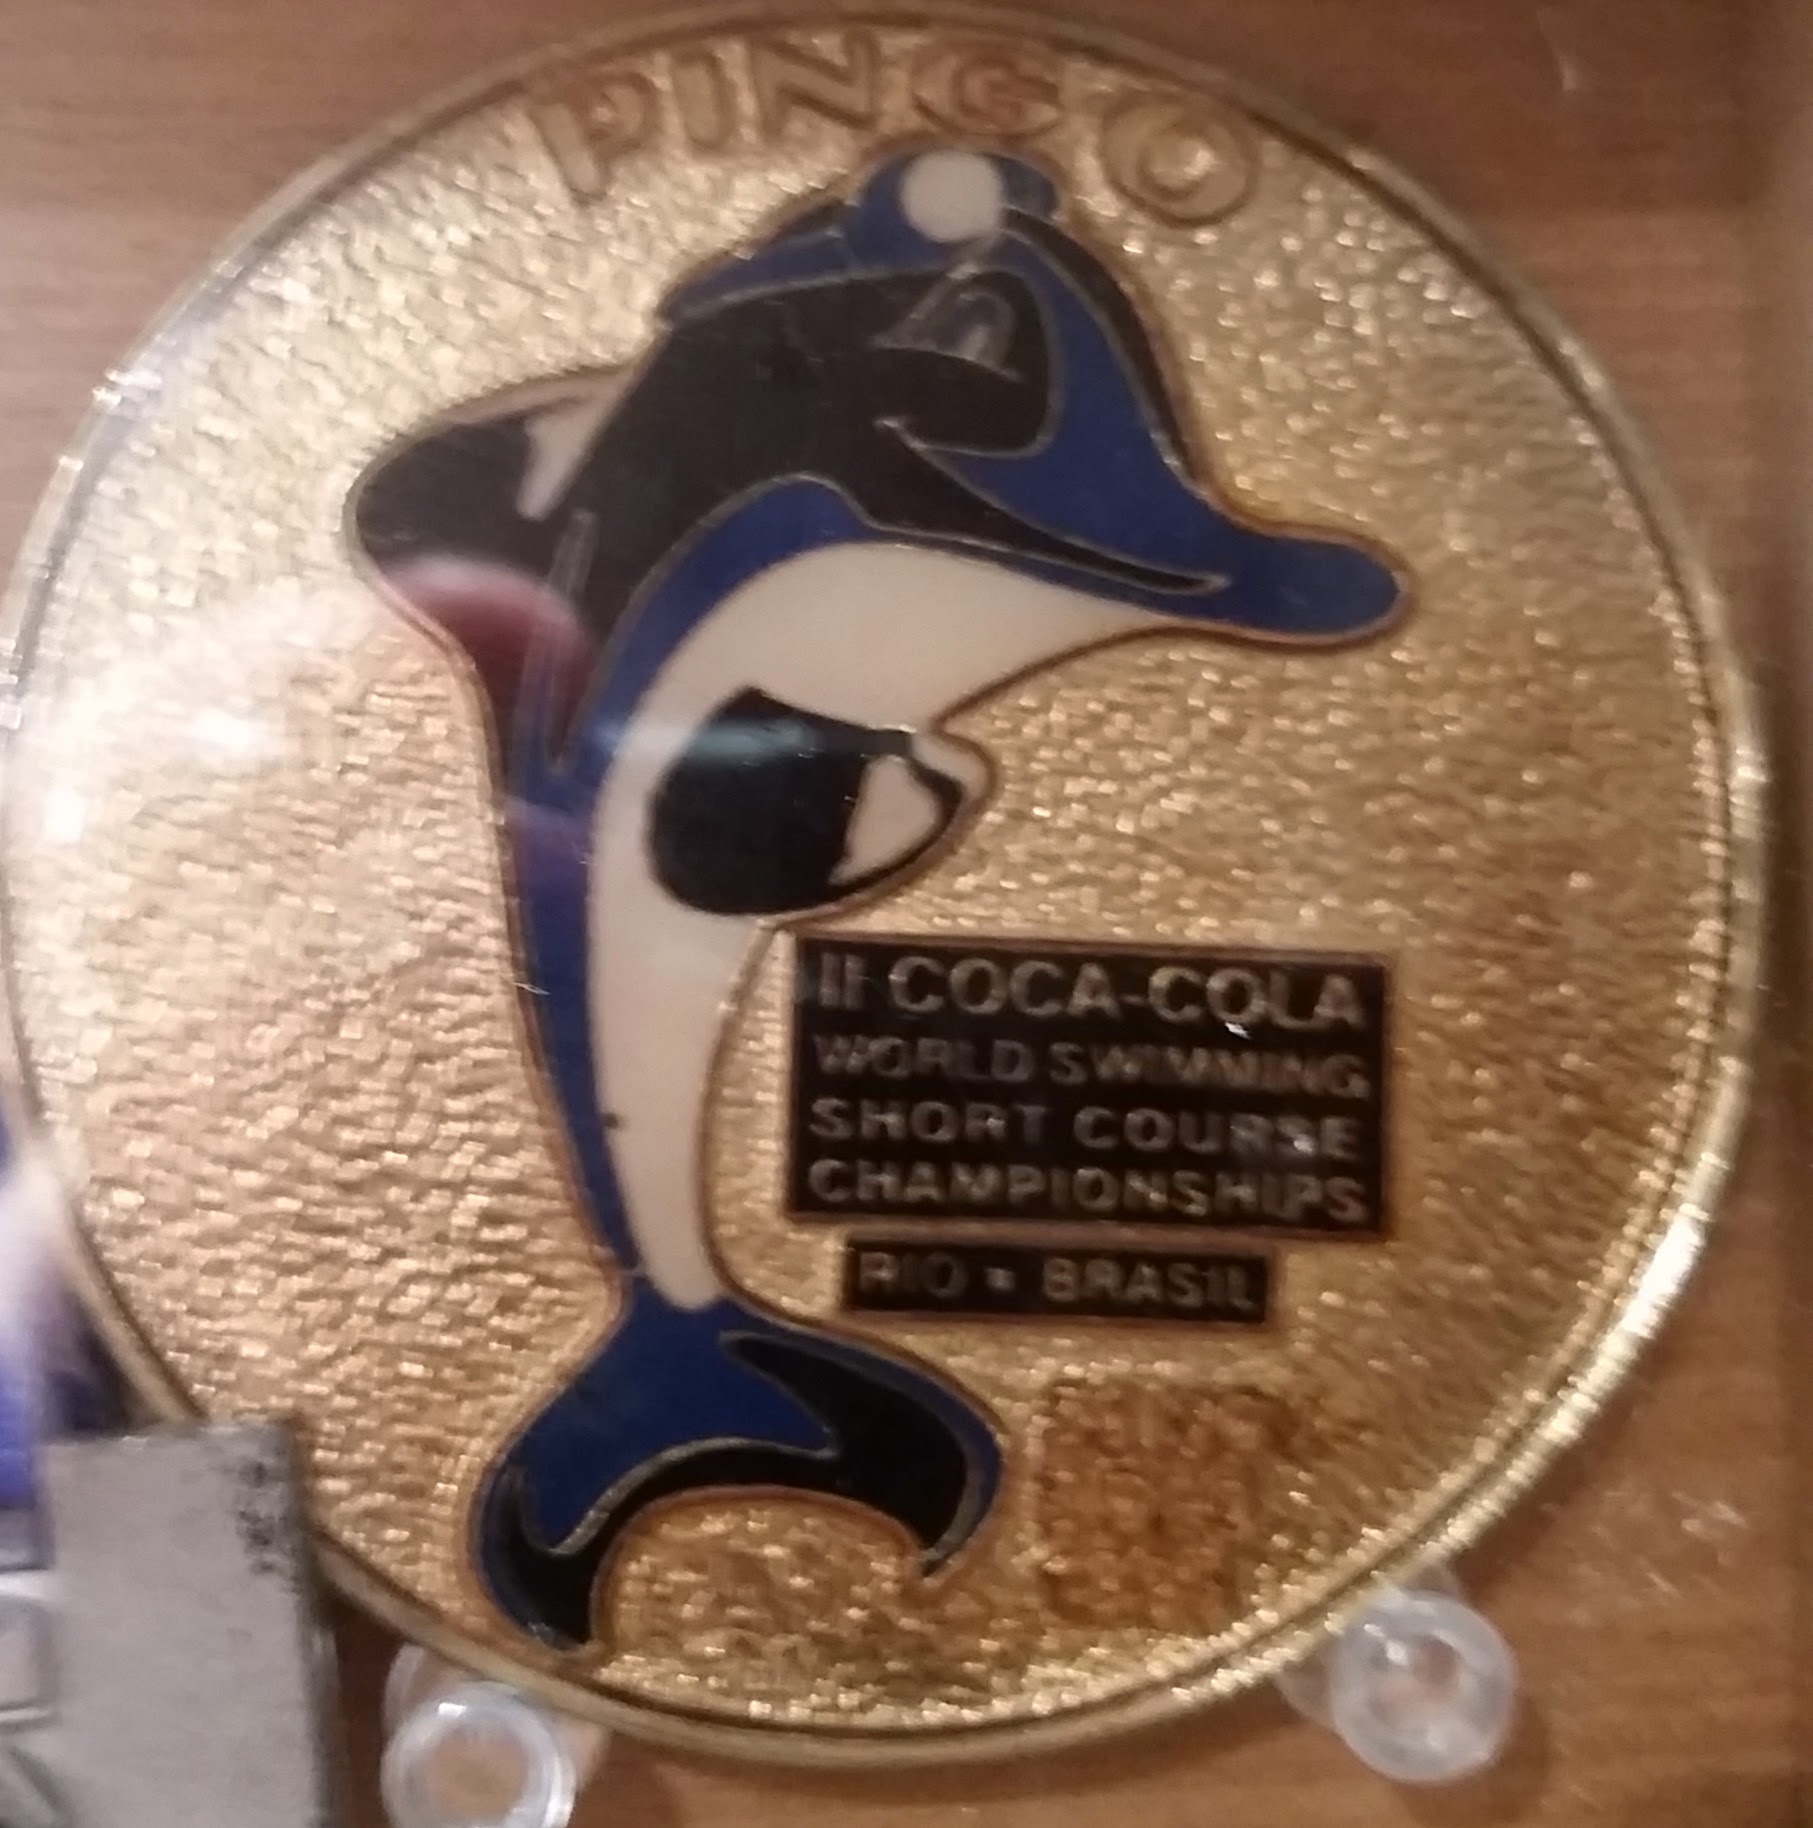 PINGO
II COCA-COLA
WORLD SWIMMING
SHORT COURSE
CHAMPIONSHIPS
RIO • BRASIL